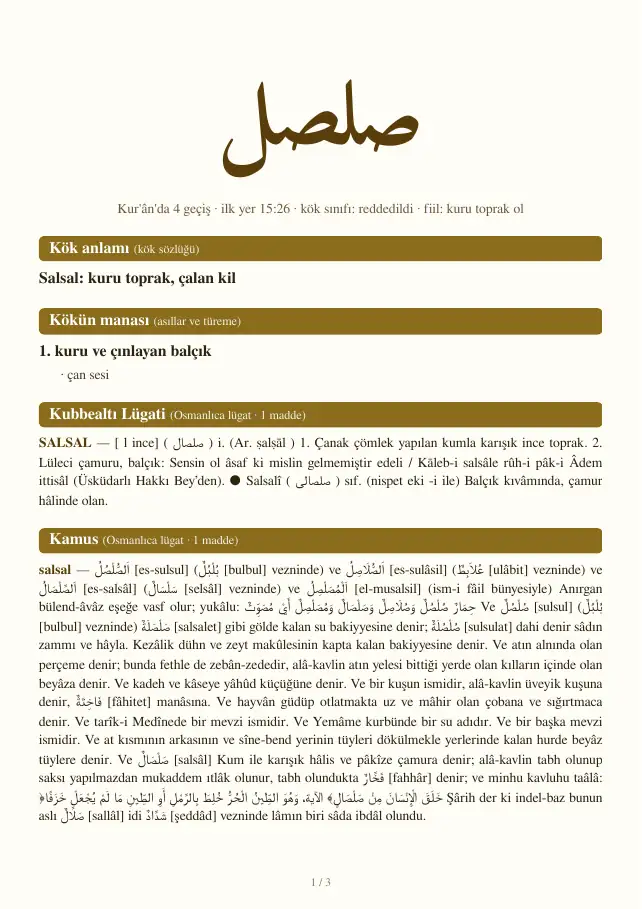 صلصل
Kur'ân'da 4 geçiş · ilk yer 15:26 · kök sınıfı: reddedildi · fiil: kuru toprak ol
Kök anlamı (kök sözlüğü)
Salsal: kuru toprak, çalan kil
Kökün manası (asıllar ve türeme)
1. kuru ve çınlayan balçık
· çan sesi
Kubbealtı Lügati (Osmanlıca lügat · 1 madde)
SALSAL — [ l ince] ( صلصال ) i. (Ar. ṣalṣāl ) 1. Çanak çömlek yapılan kumla karışık ince toprak. 2.
Lüleci çamuru, balçık: Sensin ol âsaf ki mislin gelmemiştir edeli / Kāleb-i salsâle rûh-i pâk-i Âdem
ittisâl (Üsküdarlı Hakkı Bey'den). ● Salsalî ( صلصالى ) sıf. (nispet eki -i ile) Balçık kıvâmında, çamur
hâlinde olan.
Kamus (Osmanlıca lügat · 1 madde)
salsal — اَلصُّلْصُلُ [es-sulsul] (بُلْبُلٌ [bulbul] vezninde) ve اَلصُّلَاصِلُ [es-sulâsil] (عُلَابِطٌ [ulâbit] vezninde) ve
اَلصَّلْصَالُ [es-salsâl] (سَلْسَالٌ [selsâl] vezninde) ve اَلْمُصَلْصِلُ [el-musalsil] (ism-i fâil bünyesiyle) Anırgan
bülend-âvâz eşeğe vasf olur; yukâlu: حِمَارٌ صُلْصُلٌ وَصُلَاصِلٌ وَصَلْصَالٌ وَمُصَلْصِلٌ أَيْ مُصَوِّتٌ Ve صُلْصُلٌ [sulsul] (بُلْبُلٌ
[bulbul] vezninde) صَلْصَلَةٌ [salsalet] gibi gölde kalan su bakiyyesine denir; صُلْصُلَةٌ [sulsulat] dahi denir sâdın
zammı ve hâyla. Kezâlik dühn ve zeyt makûlesinin kapta kalan bakiyyesine denir. Ve atın alnında olan
perçeme denir; bunda fethle de zebân-zededir, alâ-kavlin atın yelesi bittiği yerde olan kılların içinde olan
beyâza denir. Ve kadeh ve kâseye yâhûd küçüğüne denir. Ve bir kuşun ismidir, alâ-kavlin üveyik kuşuna
denir, فَاخِتَةٌ [fâhitet] manâsına. Ve hayvân güdüp otlatmakta uz ve mâhir olan çobana ve sığırtmaca
denir. Ve tarîk-i Medînede bir mevzi ismidir. Ve Yemâme kurbünde bir su adıdır. Ve bir başka mevzi
ismidir. Ve at kısmının arkasının ve sîne-bend yerinin tüyleri dökülmekle yerlerinde kalan hurde beyâz
tüylere denir. Ve صَلْصَالٌ [salsâl] Kum ile karışık hâlis ve pâkîze çamura denir; alâ-kavlin tabh olunup
saksı yapılmazdan mukaddem ıtlâk olunur, tabh olundukta فَخَّارٌ [fahhâr] denir; ve minhu kavluhu taâlâ:
﴿خَلَقَ الْإِنْسَانَ مِنْ صَلْصَالٍ﴾ الآية، وَهُوَ الطِّينُ الْحُرُّ خُلِطَ بِالرَّمْلِ أَوِ الطِّينِ مَا لَمْ يُجْعَلْ خَزَفًا Şârih der ki indel-baz bunun
aslı صَلَّالٌ [sallâl] idi شَدَّادٌ [şeddâd] vezninde lâmın biri sâda ibdâl olundu.
1 / 3